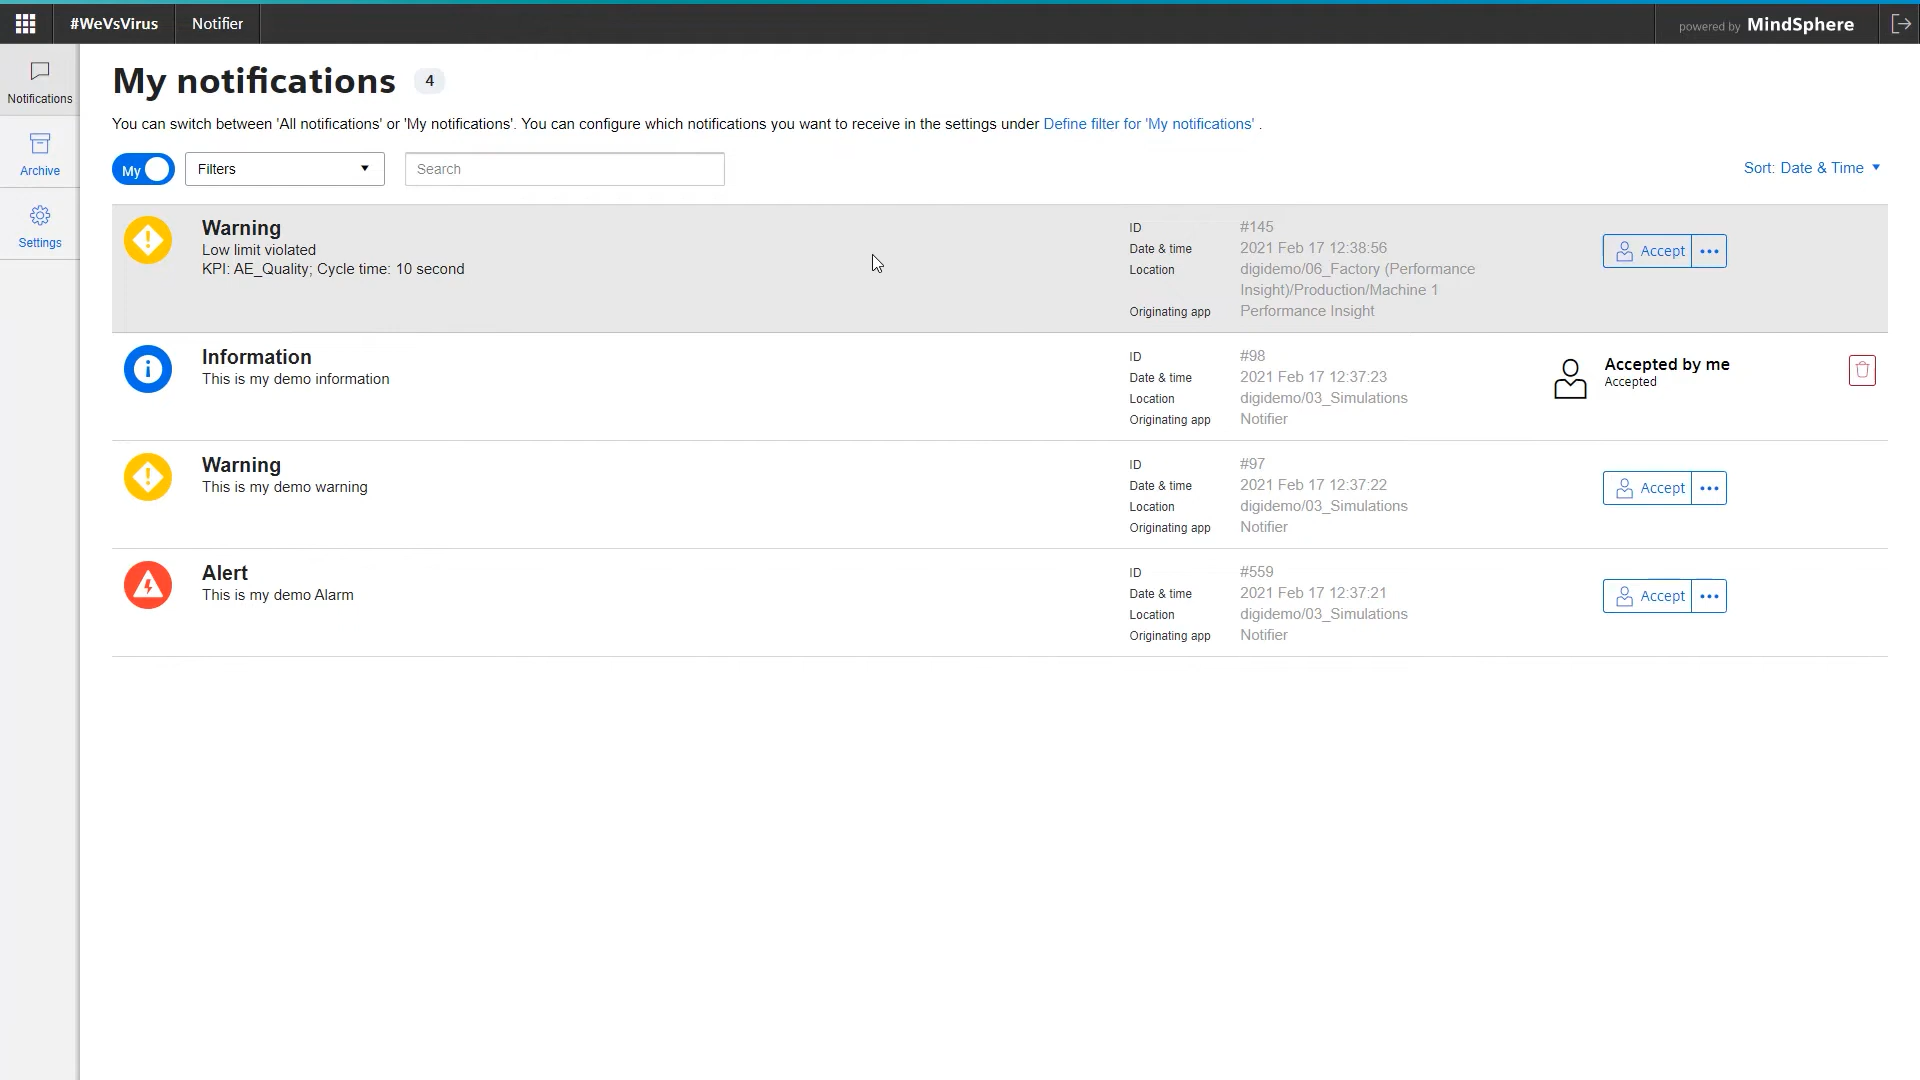 #WeVsVirus
Notifier
powered by MindSphere
Notifications
Archive
Settings
My notifications 4
You can switch between 'All notifications' or 'My notifications'. You can configure which notifications you want to receive in the settings under Define filter for 'My notifications' .
My
Filters
Search
Sort: Date & Time
Warning
Low limit violated
KPI: AE_Quality; Cycle time: 10 second
ID #145
Date & time 2021 Feb 17 12:38:56
Location digidemo/06_Factory (Performance
Insight)/Production/Machine 1
Originating app Performance Insight
Accept
Information
This is my demo information
ID #98
Date & time 2021 Feb 17 12:37:23
Location digidemo/03_Simulations
Originating app Notifier
Accepted by me
Accepted
Warning
This is my demo warning
ID #97
Date & time 2021 Feb 17 12:37:22
Location digidemo/03_Simulations
Originating app Notifier
Accept
Alert
This is my demo Alarm
ID #559
Date & time 2021 Feb 17 12:37:21
Location digidemo/03_Simulations
Originating app Notifier
Accept